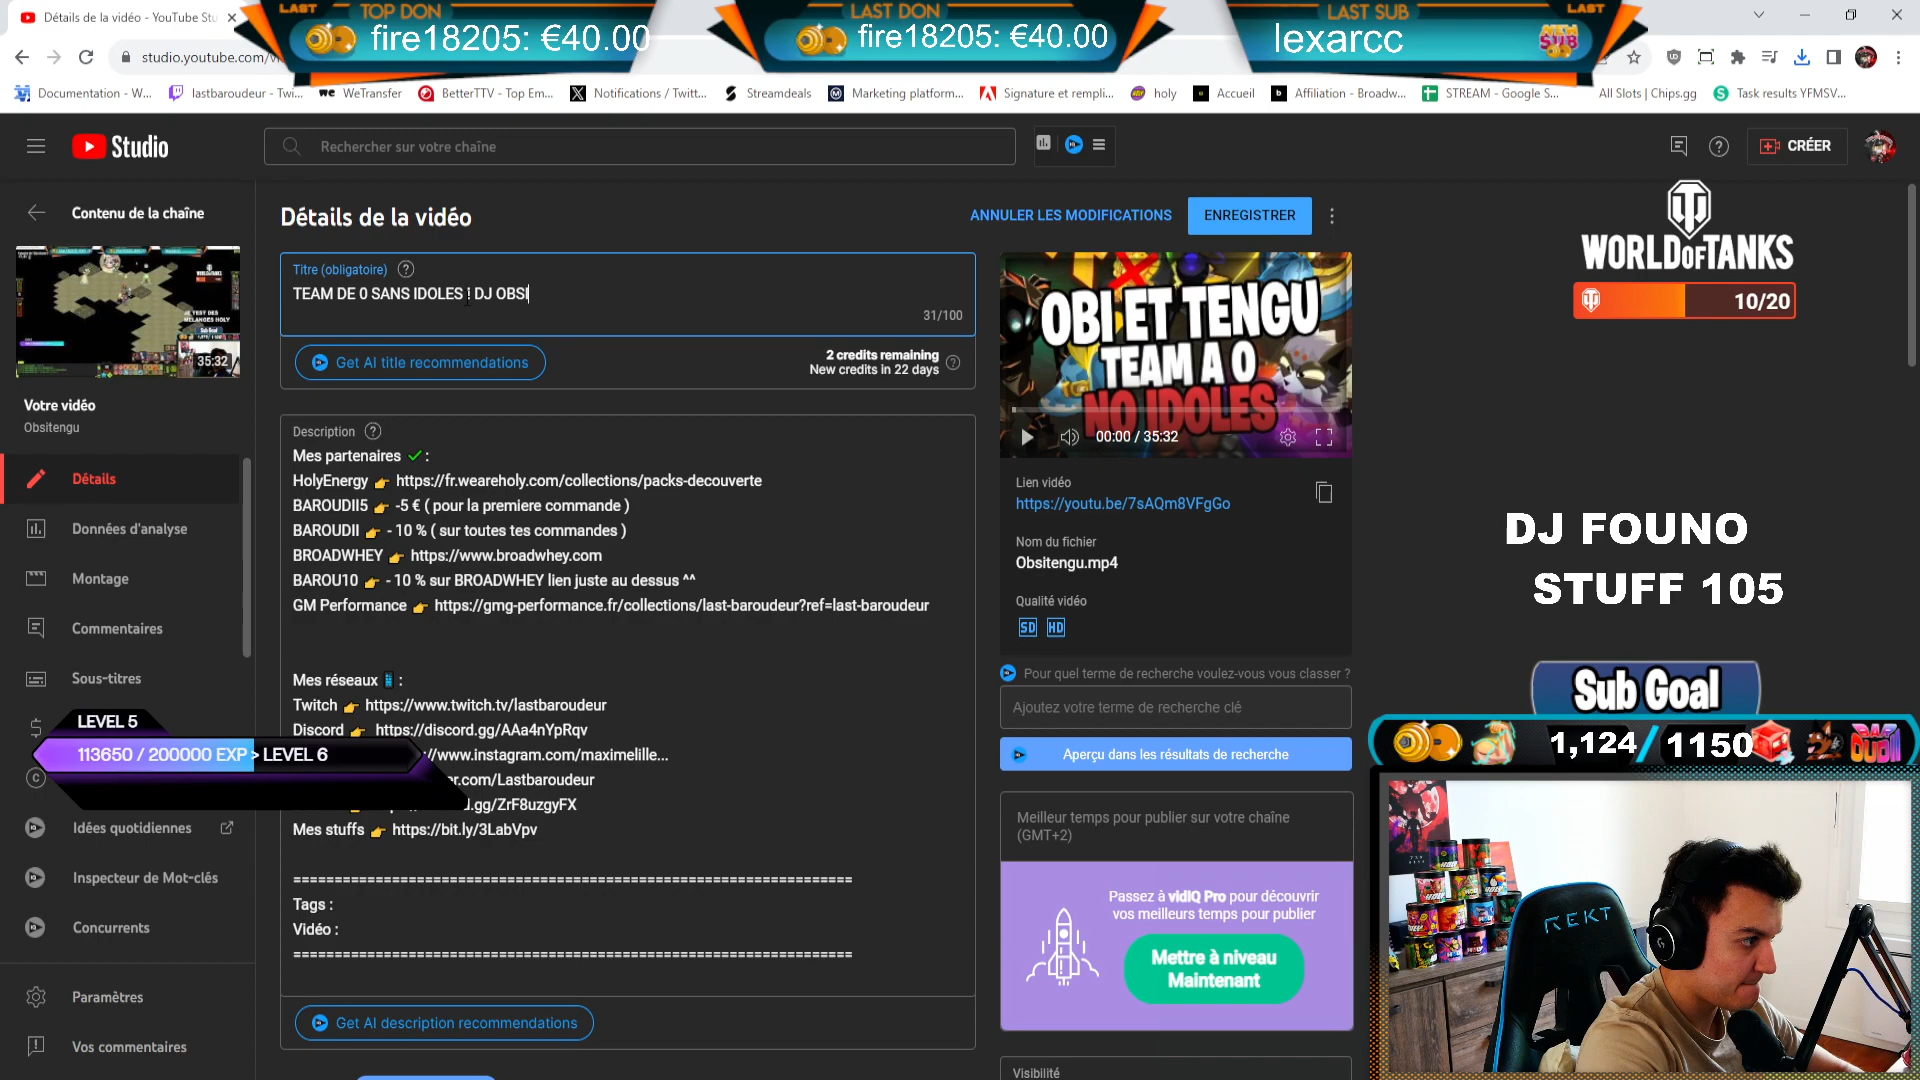 Détails de la vidéo - YouTube Stu
LAST
TOP DON
fire18205: €40.00
LAST DON
fire18205: €40.00
LAST SUB
LAST
lexarcc
NEW SUB
studio.youtube.com/vi
Documentation - W...
lastbaroudeur - Twi...
WeTransfer
BetterTTV - Top Em...
Notifications / Twitt...
Streamdeals
Marketing platform...
Signature et rempli...
holy
Accueil
Affiliation - Broadw...
STREAM - Google S...
All Slots | Chips.gg
Task results YFMSV...
Studio
Rechercher sur votre chaîne
CRÉER
Contenu de la chaîne
35:32
Votre vidéo
Obsitengu
Détails
Données d'analyse
Montage
Commentaires
Sous-titres
LEVEL 5
113650 / 200000 EXP > LEVEL 6
Idées quotidiennes
Inspecteur de Mot-clés
Concurrents
Paramètres
Vos commentaires
Détails de la vidéo
ANNULER LES MODIFICATIONS
ENREGISTRER
Titre (obligatoire)
TEAM DE 0 SANS IDOLES : DJ OBSI
31/100
Get AI title recommendations
2 credits remaining
New credits in 22 days
Description
Mes partenaires ✔ :
HolyEnergy 👉 https://fr.weareholy.com/collections/packs-decouverte
BAROUDII5 👉 -5 € ( pour la premiere commande )
BAROUDII 👉 - 10 % ( sur toutes tes commandes )
BROADWHEY 👉 https://www.broadwhey.com
BAROU10 👉 - 10 % sur BROADWHEY lien juste au dessus ^^
GM Performance 👉 https://gmg-performance.fr/collections/last-baroudeur?ref=last-baroudeur
Mes réseaux 📱 :
Twitch 👉 https://www.twitch.tv/lastbaroudeur
Discord 👉 https://discord.gg/AAa4nYpRqv
//www.instagram.com/maximelille...
er.com/Lastbaroudeur
d.gg/ZrF8uzgyFX
Mes stuffs 👉 https://bit.ly/3LabVpv
==================================================================
Tags :
Vidéo :
==================================================================
Get AI description recommendations
OBI ET TENGU
TEAM A 0
NO IDOLES
00:00 / 35:32
Lien vidéo
https://youtu.be/7sAQm8VFgGo
Nom du fichier
Obsitengu.mp4
Qualité vidéo
SD HD
Pour quel terme de recherche voulez-vous vous classer ?
Ajoutez votre terme de recherche clé
Aperçu dans les résultats de recherche
Meilleur temps pour publier sur votre chaîne
(GMT+2)
Passez à vidIQ Pro pour découvrir
vos meilleurs temps pour publier
Mettre à niveau
Maintenant
Visibilité
WORLD OF TANKS
10/20
DJ FOUNO
STUFF 105
Sub Goal
1,124 / 1150
BAROUDII
REKT